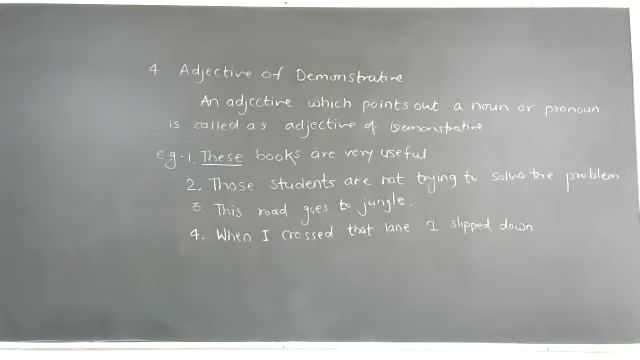 4 Adjective of Demonstrative
An adjective which points out a noun or pronoun
is called as adjective of Demonstrative
e.g. 1. These books are very useful
2. Those students are not trying to solve the problem
3. This road goes to jungle.
4. When I crossed that lane I slipped down